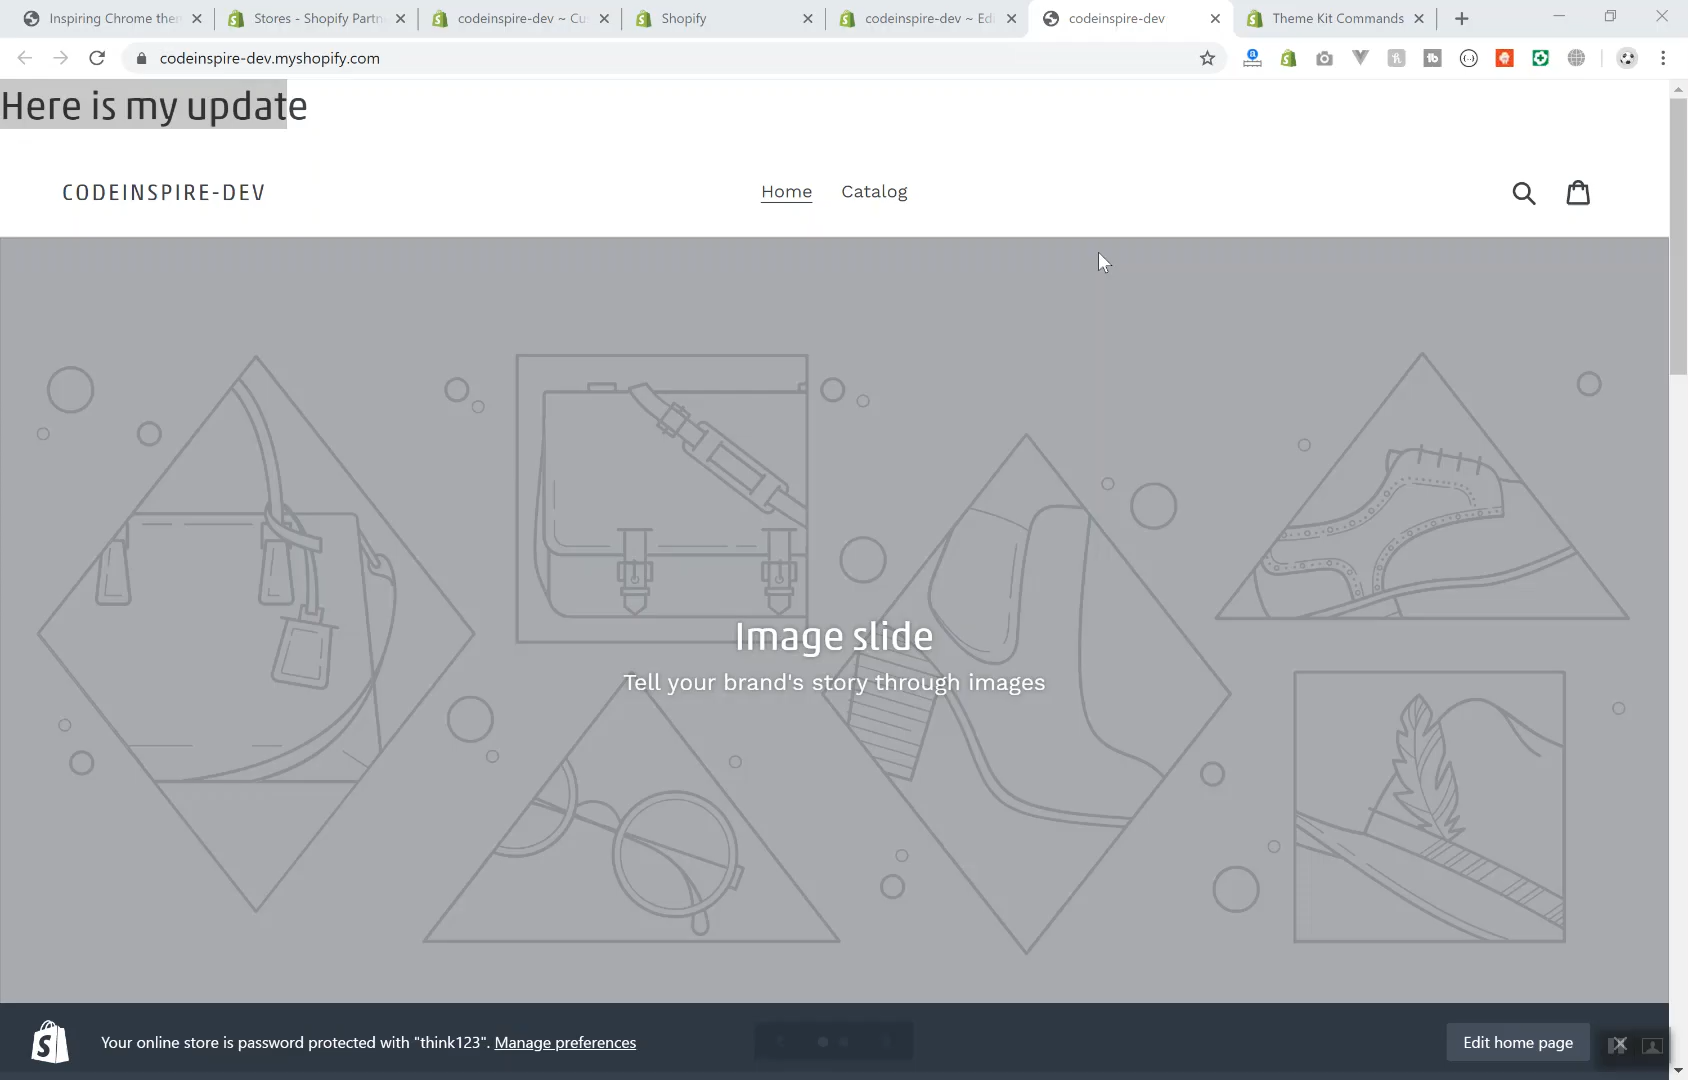 Inspiring Chrome then
Stores - Shopify Partn
codeinspire-dev ~ Cu
Shopify
codeinspire-dev ~ Edi
codeinspire-dev
Theme Kit Commands
codeinspire-dev.myshopify.com
Here is my update
CODEINSPIRE-DEV
Home
Catalog
Image slide
Tell your brand's story through images
Your online store is password protected with "think123". Manage preferences
Edit home page